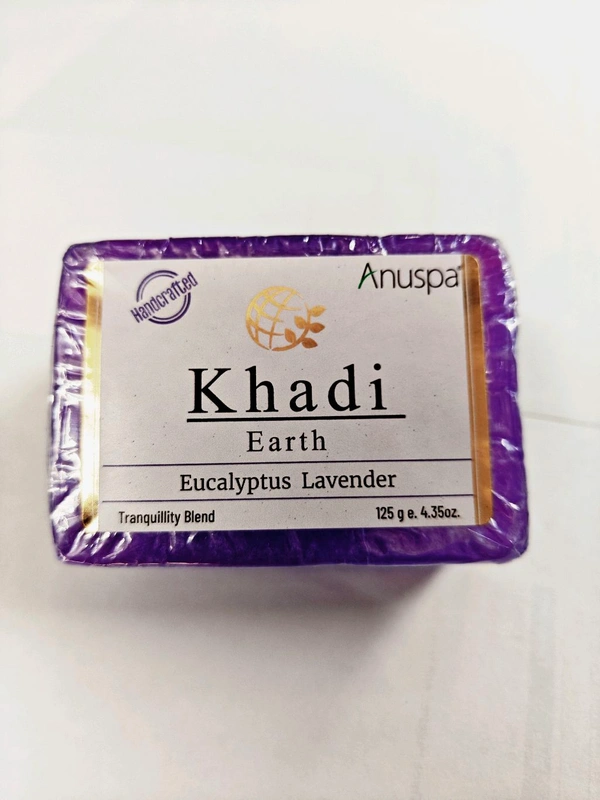 Handcrafted
Anuspa
Khadi
Earth
Eucalyptus Lavender
Tranquillity Blend
125 g e. 4.35oz.